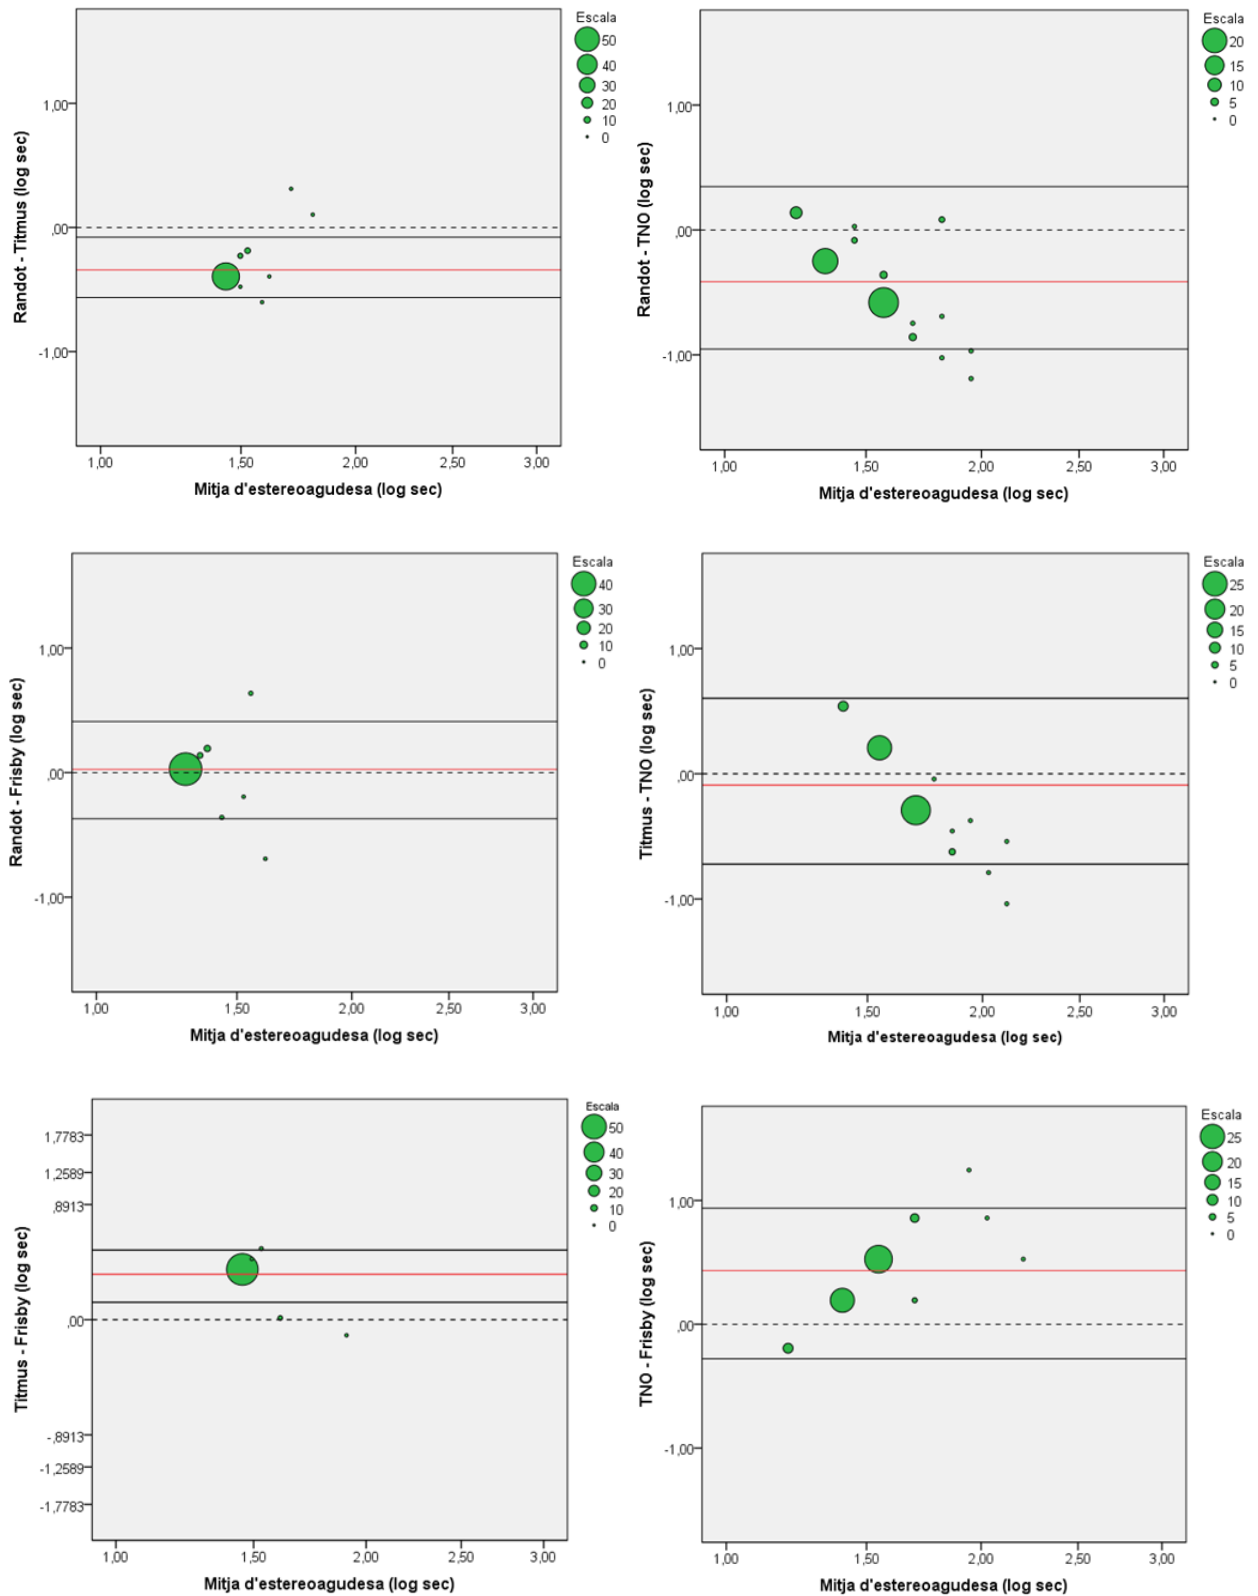 Escala
50
40
30
20
10
0
1,00
,00
-1,00
Randot - Titmus (log sec)
1,00 1,50 2,00 2,50 3,00
Mitja d'estereoagudesa (log sec)
Escala
20
15
10
5
0
1,00
,00
-1,00
Randot - TNO (log sec)
1,00 1,50 2,00 2,50 3,00
Mitja d'estereoagudesa (log sec)
Escala
40
30
20
10
0
1,00
,00
-1,00
Randot - Frisby (log sec)
1,00 1,50 2,00 2,50 3,00
Mitja d'estereoagudesa (log sec)
Escala
25
20
15
10
5
0
1,00
,00
-1,00
Titmus - TNO (log sec)
1,00 1,50 2,00 2,50 3,00
Mitja d'estereoagudesa (log sec)
Escala
50
40
30
20
10
0
1,7783
1,2589
,8913
,00
-,8913
-1,2589
-1,7783
Titmus - Frisby (log sec)
1,00 1,50 2,00 2,50 3,00
Mitja d'estereoagudesa (log sec)
Escala
25
20
15
10
5
0
1,00
,00
-1,00
TNO - Frisby (log sec)
1,00 1,50 2,00 2,50 3,00
Mitja d'estereoagudesa (log sec)